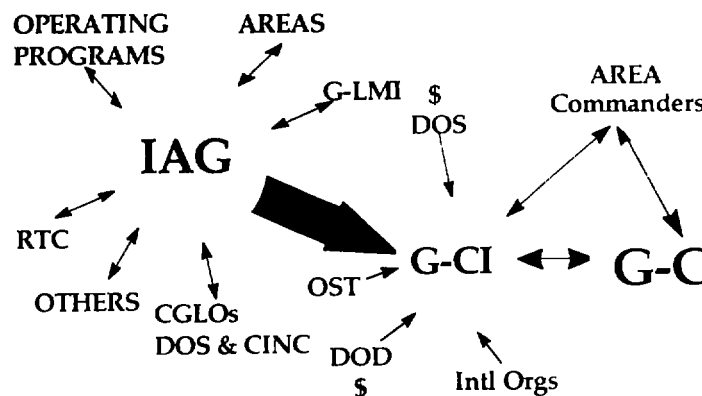 OPERATING
PROGRAMS
AREAS
G-LMI
$
DOS
AREA
Commanders
IAG
RTC
OTHERS
CGLOs
DOS & CINC
OST
G-CI
G-C
DOD
$
Intl Orgs